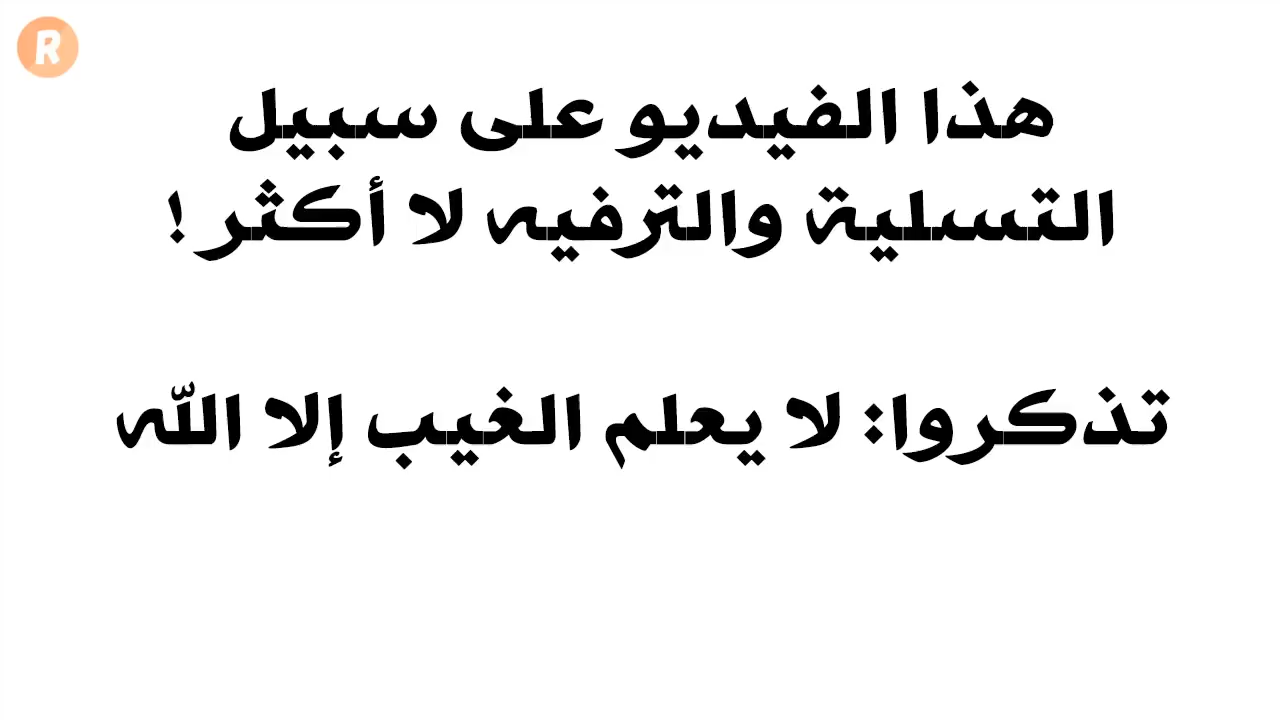 R
هذا الفيديو على سبيل
التسلية والترفيه لا أكثر !
تذكروا: لا يعلم الغيب إلا الله